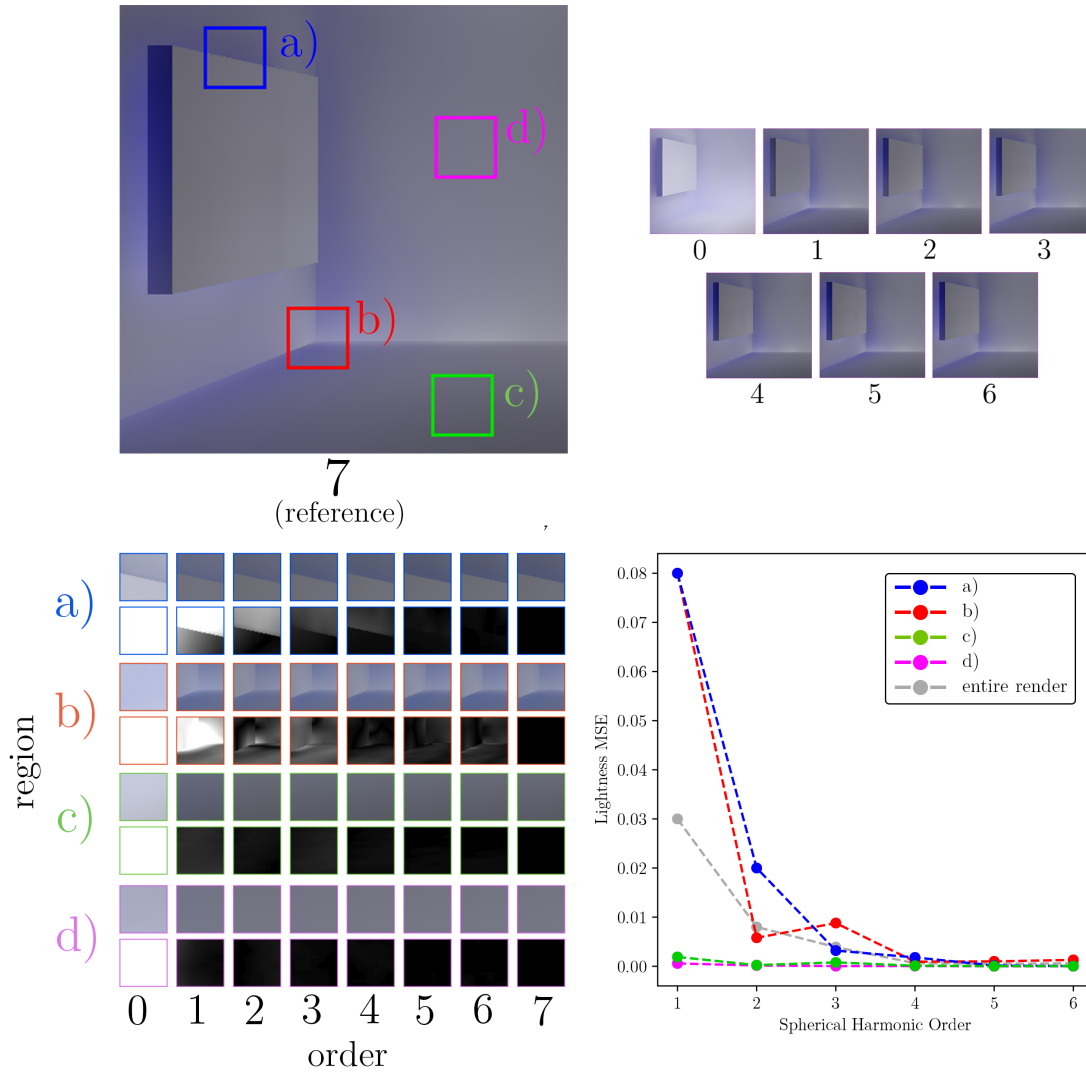 a)
d)
b)
c)
7
(reference)
0
1
2
3
4
5
6
,
a)
b)
c)
d)
region
0
1
2
3
4
5
6
7
order
0.08
0.07
0.06
0.05
0.04
0.03
0.02
0.01
0.00
Lightness MSE
a)
b)
c)
d)
entire render
1
2
3
4
5
6
Spherical Harmonic Order